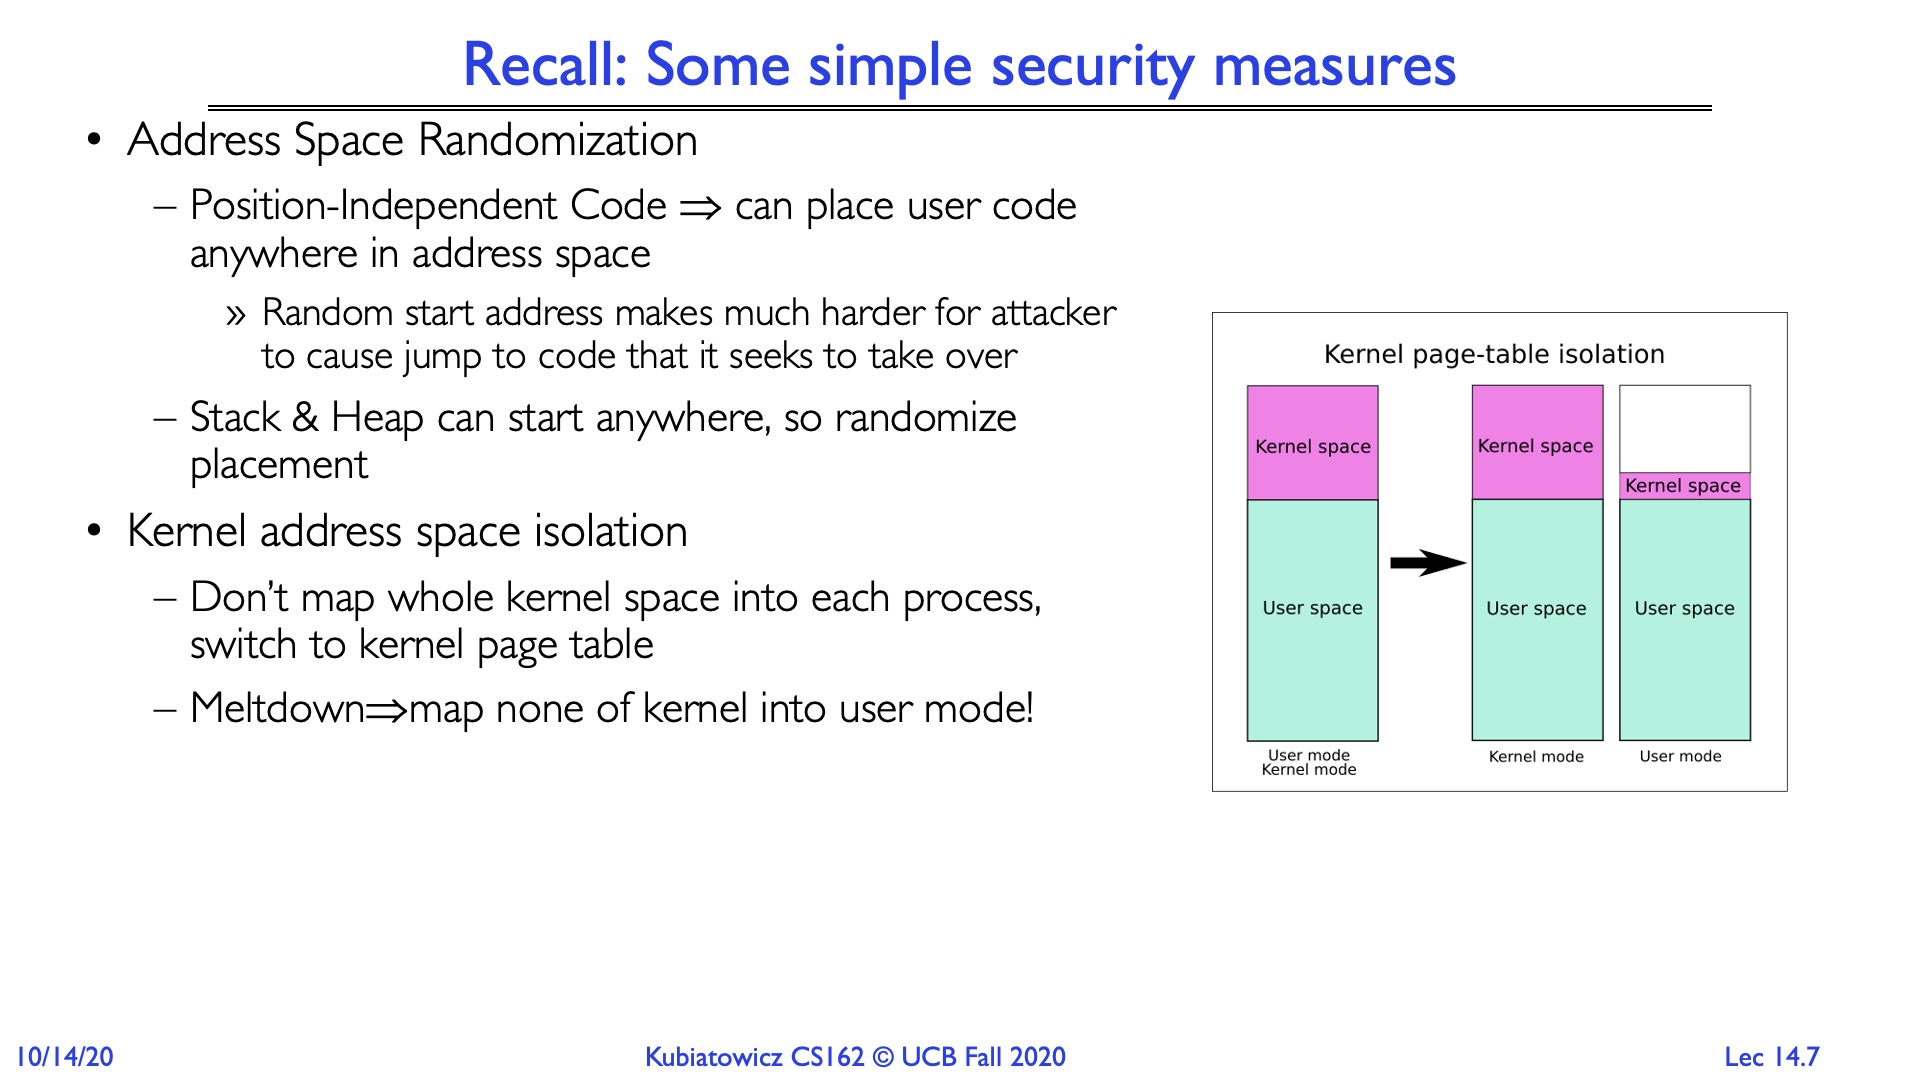 Recall: Some simple security measures
• Address Space Randomization
– Position-Independent Code ⇒ can place user code
anywhere in address space
» Random start address makes much harder for attacker
to cause jump to code that it seeks to take over
– Stack & Heap can start anywhere, so randomize
placement
• Kernel address space isolation
– Don’t map whole kernel space into each process,
switch to kernel page table
– Meltdown⇒map none of kernel into user mode!
Kernel page-table isolation
Kernel space
Kernel space
Kernel space
User space
User space
User space
User mode
Kernel mode
Kernel mode
User mode
10/14/20
Kubiatowicz CS162 © UCB Fall 2020
Lec 14.7